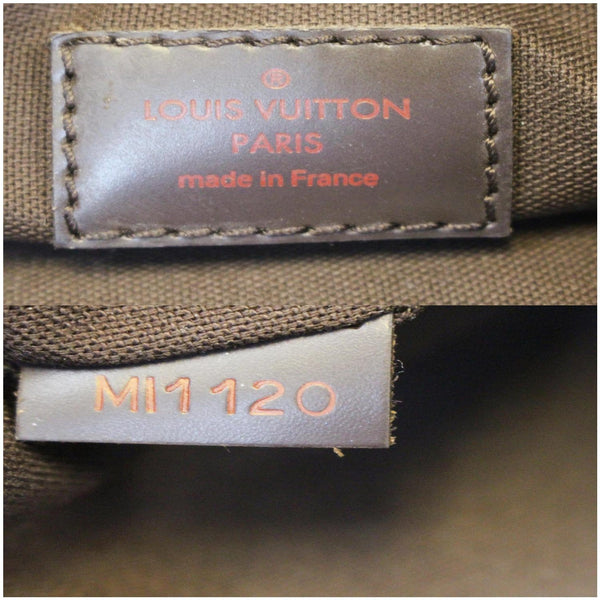 ®
LOUIS VUITTON
PARIS
made in France
MI1120